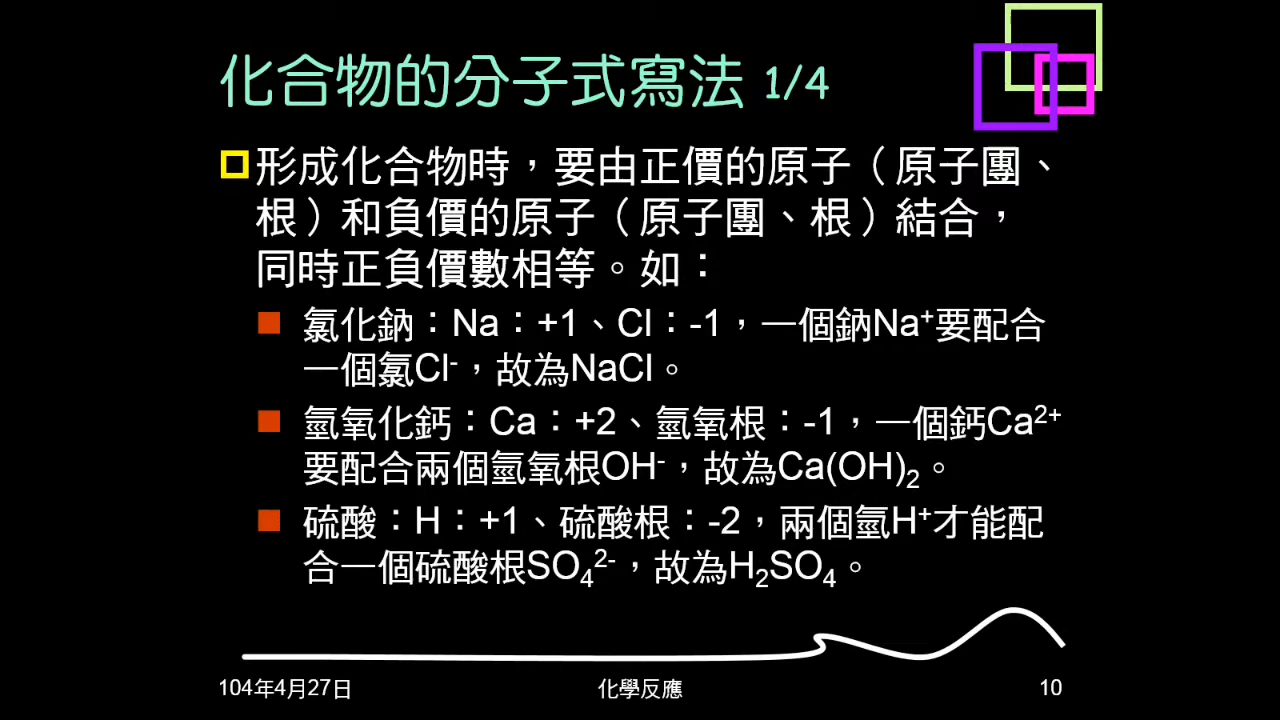 化合物的分子式寫法 1/4
形成化合物時，要由正價的原子（原子團、
根）和負價的原子（原子團、根）結合，
同時正負價數相等。如：
氯化鈉：Na：+1、Cl：-1，一個鈉Na⁺要配合
一個氯Cl⁻，故為NaCl。
氫氧化鈣：Ca：+2、氫氧根：-1，一個鈣Ca²⁺
要配合兩個氫氧根OH⁻，故為Ca(OH)₂。
硫酸：H：+1、硫酸根：-2，兩個氫H⁺才能配
合一個硫酸根SO₄²⁻，故為H₂SO₄。
104年4月27日
化學反應
10